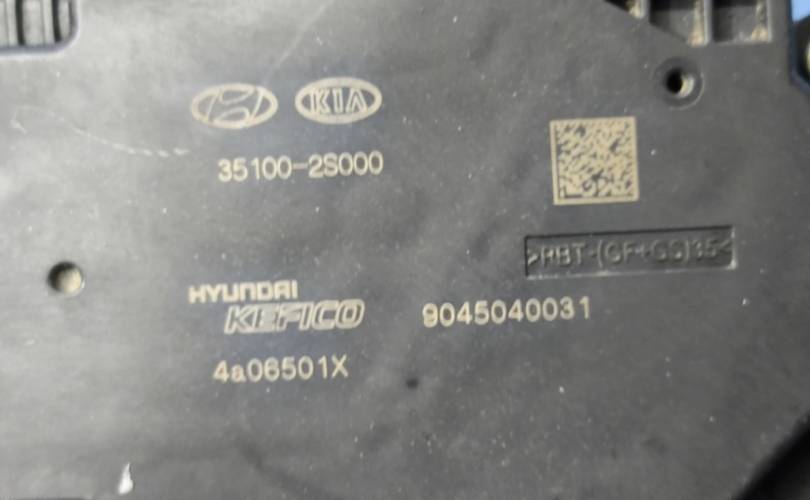 KIA
35100-2S000
>PBT-(GF+GS)35<
HYUNDAI
KEFICO
9045040031
4a06501X